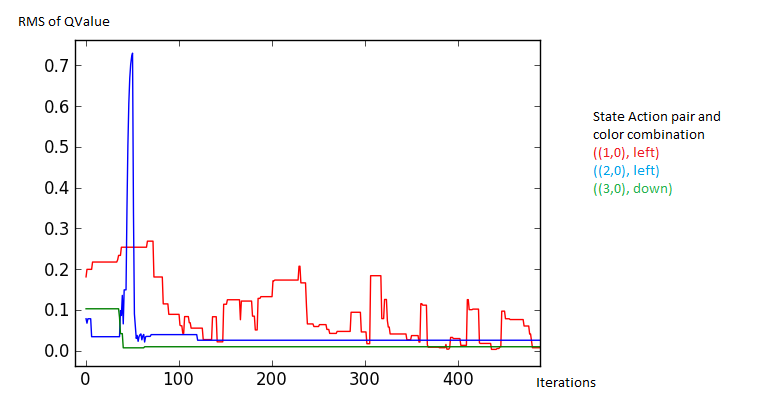 RMS of QValue
0.7
0.6
0.5
0.4
0.3
0.2
0.1
0.0
0 100 200 300 400
Iterations
State Action pair and
color combination
((1,0), left)
((2,0), left)
((3,0), down)